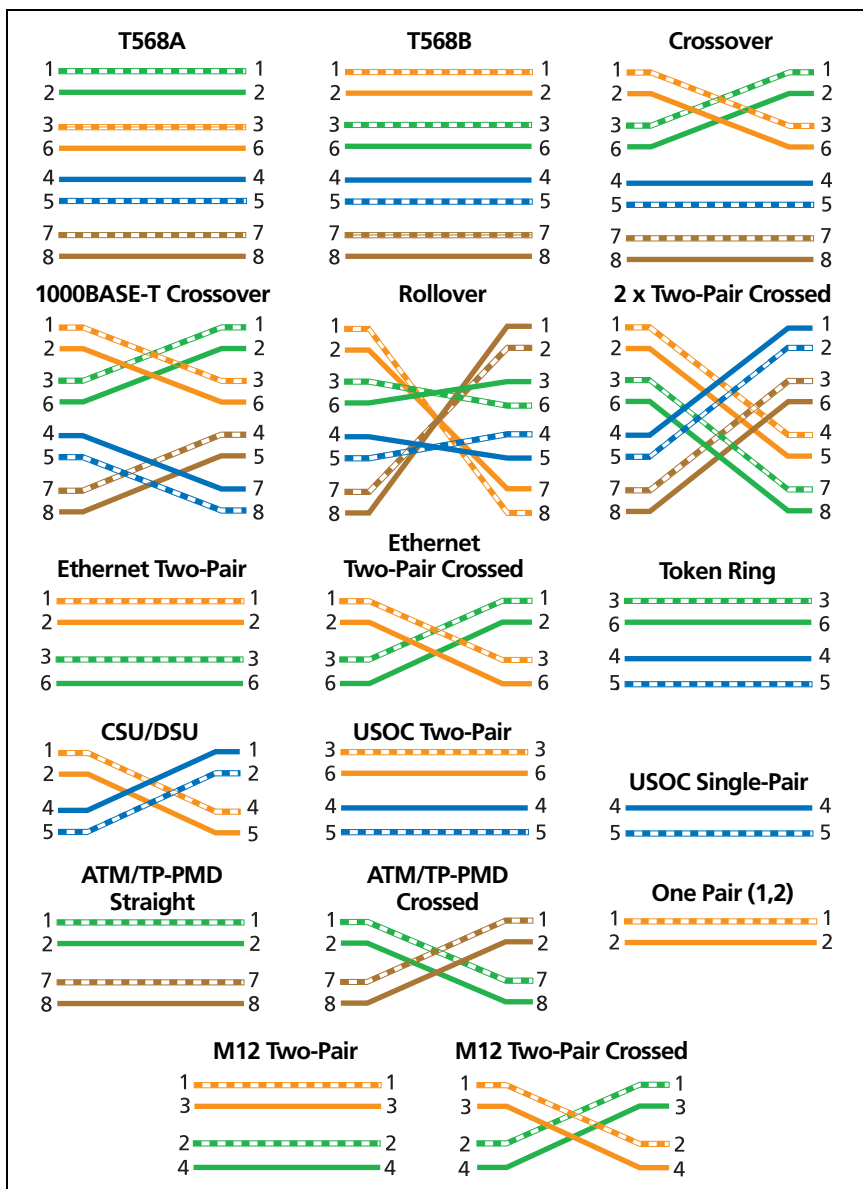 T568A T568B Crossover
1 1 1 1 1 1
2 2 2 2 2 2
3 3 3 3 3 3
6 6 6 6 6 6
4 4 4 4 4 4
5 5 5 5 5 5
7 7 7 7 7 7
8 8 8 8 8 8
1000BASE-T Crossover Rollover 2 x Two-Pair Crossed
1 1 1 1 1 1
2 2 2 2 2 2
3 3 3 3 3 3
6 6 6 6 6 6
4 4 4 4 4 4
5 5 5 5 5 5
7 7 7 7 7 7
8 8 8 8 8 8
Ethernet Two-Pair Ethernet
Two-Pair Crossed Token Ring
1 1 1 1 3 3
2 2 2 2 6 6
3 3 3 3 4 4
6 6 6 6 5 5
CSU/DSU USOC Two-Pair USOC Single-Pair
1 1 3 3
2 2 6 6
4 4 4 4 4 4
5 5 5 5 5 5
ATM/TP-PMD
Straight
ATM/TP-PMD
Crossed
One Pair (1,2)
1 1 1 1 1 1
2 2 2 2 2 2
7 7 7 7
8 8 8 8
M12 Two-Pair M12 Two-Pair Crossed
1 1 1 1
3 3 3 3
2 2 2 2
4 4 4 4